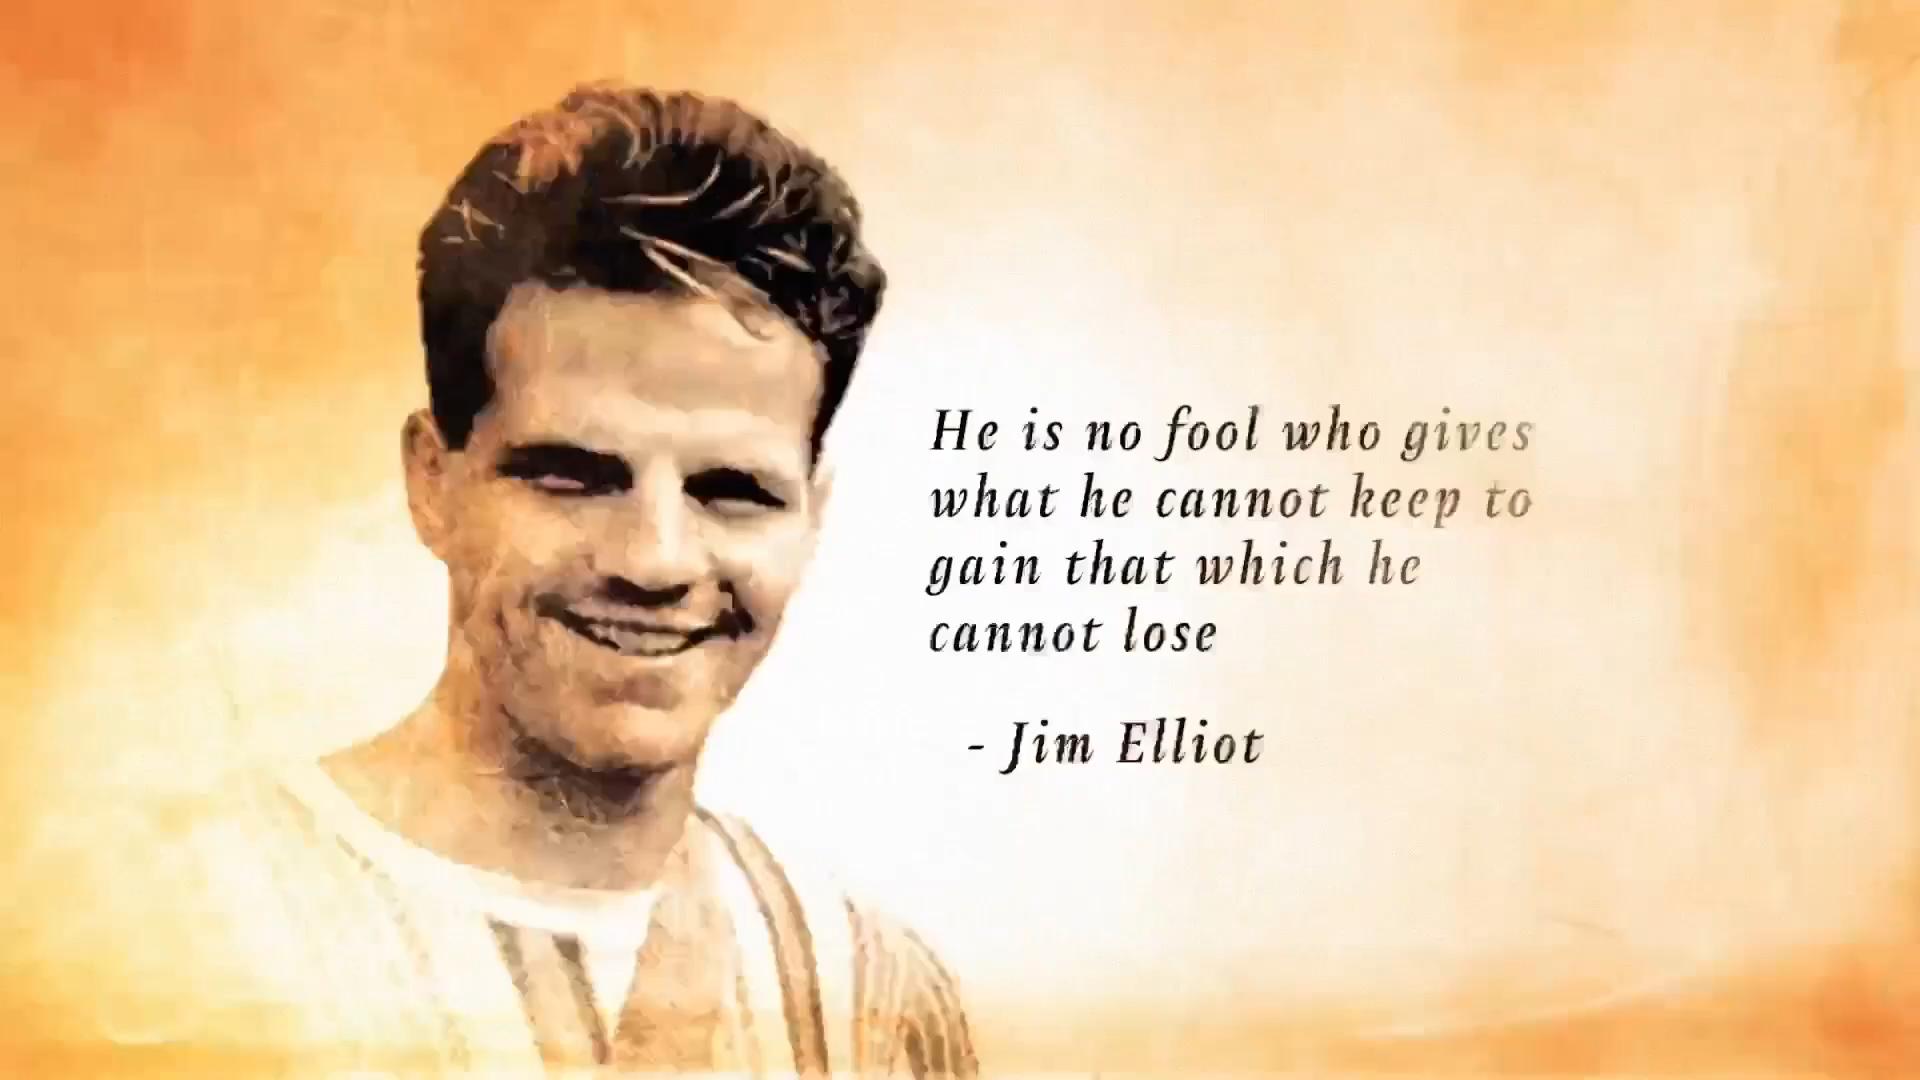 He is no fool who gives
what he cannot keep to
gain that which he
cannot lose
- Jim Elliot